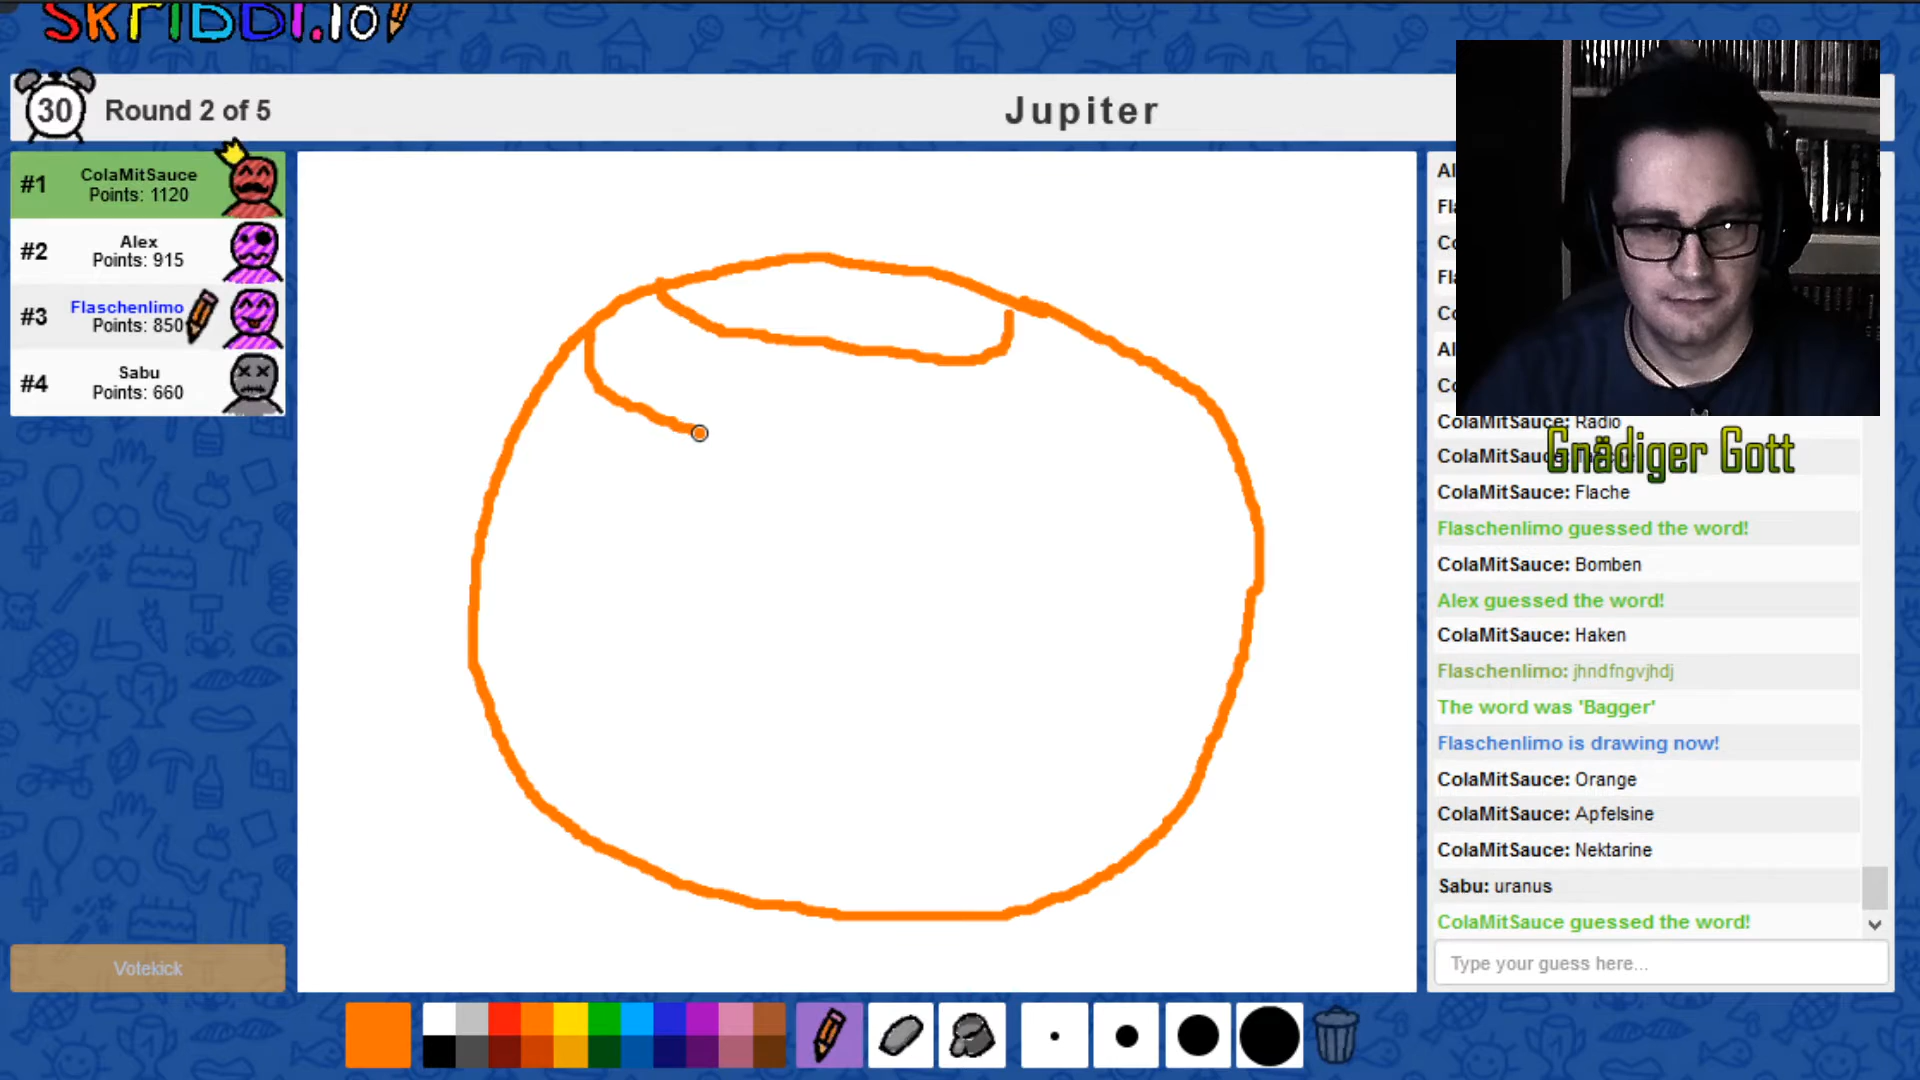 skribbl.io
30
Round 2 of 5
Jupiter
#1
ColaMitSauce
Points: 1120
#2
Alex
Points: 915
#3
Flaschenlimo
Points: 850
#4
Sabu
Points: 660
Votekick
ColaMitSauce: Radio
Gnädiger Gott
ColaMitSauce: Flache
Flaschenlimo guessed the word!
ColaMitSauce: Bomben
Alex guessed the word!
ColaMitSauce: Haken
Flaschenlimo: jhndfngvjhdj
The word was 'Bagger'
Flaschenlimo is drawing now!
ColaMitSauce: Orange
ColaMitSauce: Apfelsine
ColaMitSauce: Nektarine
Sabu: uranus
ColaMitSauce guessed the word!
Type your guess here...